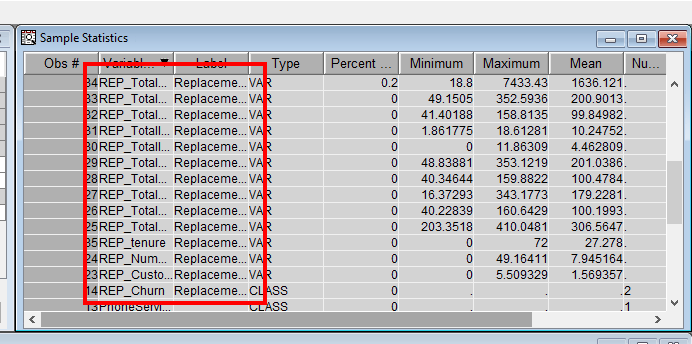 Sample Statistics
Obs # Variabl... Label Type Percent ... Minimum Maximum Mean Nu...
34 REP_Total... Replaceme... VAR 0.2 18.8 7433.43 1636.121 .
33 REP_Total... Replaceme... VAR 0 49.1505 352.5936 200.9013 .
32 REP_Total... Replaceme... VAR 0 41.40188 158.8135 99.84982 .
31 REP_Total... Replaceme... VAR 0 1.861775 18.61281 10.24752 .
30 REP_Total... Replaceme... VAR 0 0 11.86309 4.462809 .
29 REP_Total... Replaceme... VAR 0 48.83881 353.1219 201.0386 .
28 REP_Total... Replaceme... VAR 0 40.34644 159.8822 100.4784 .
27 REP_Total... Replaceme... VAR 0 16.37293 343.1773 179.2281 .
26 REP_Total... Replaceme... VAR 0 40.22839 160.6429 100.1993 .
25 REP_Total... Replaceme... VAR 0 203.3518 410.0481 306.5647 .
35 REP_tenure Replaceme... VAR 0 0 72 27.278 .
24 REP_Num... Replaceme... VAR 0 0 49.16411 7.945164 .
23 REP_Custo... Replaceme... VAR 0 0 5.509329 1.569357 .
14 REP_Churn Replaceme... CLASS 0 . . . 2
13 PhoneServi... CLASS 0 . . . 1